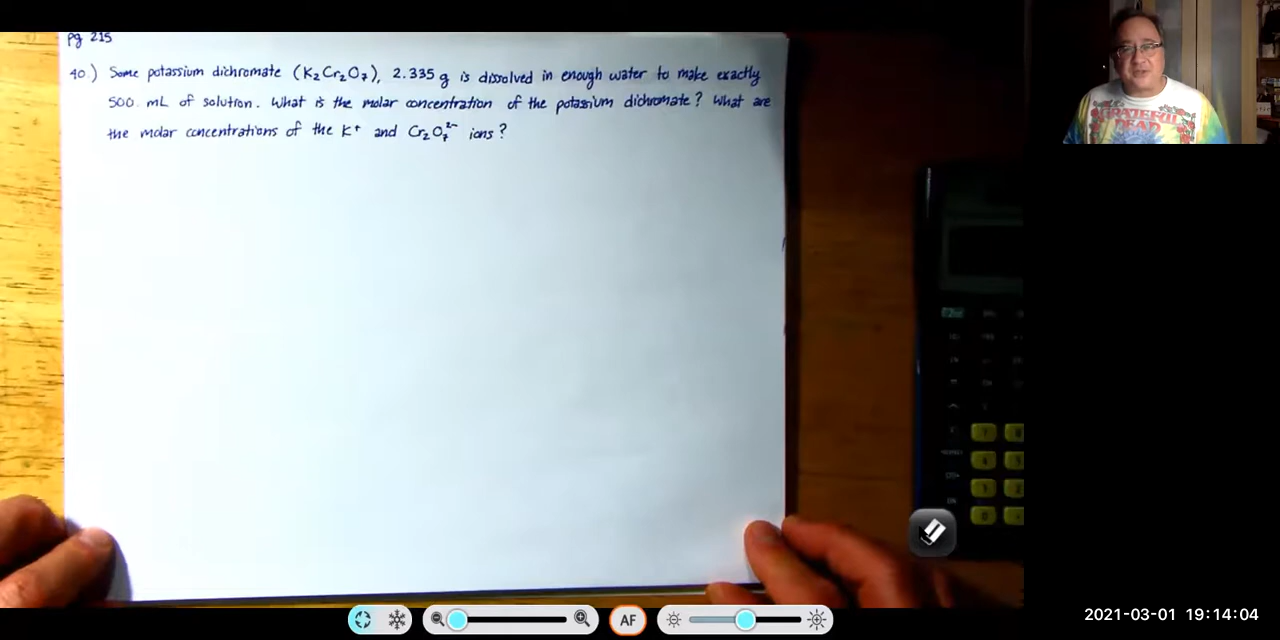 pg 215
40.) Some potassium dichromate (K₂Cr₂O₇), 2.335 g is dissolved in enough water to make exactly
500. mL of solution. What is the molar concentration of the potassium dichromate? What are
the molar concentrations of the K⁺ and Cr₂O₇²⁻ ions?
GRATEFUL
DEAD
AF
2021-03-01 19:14:04